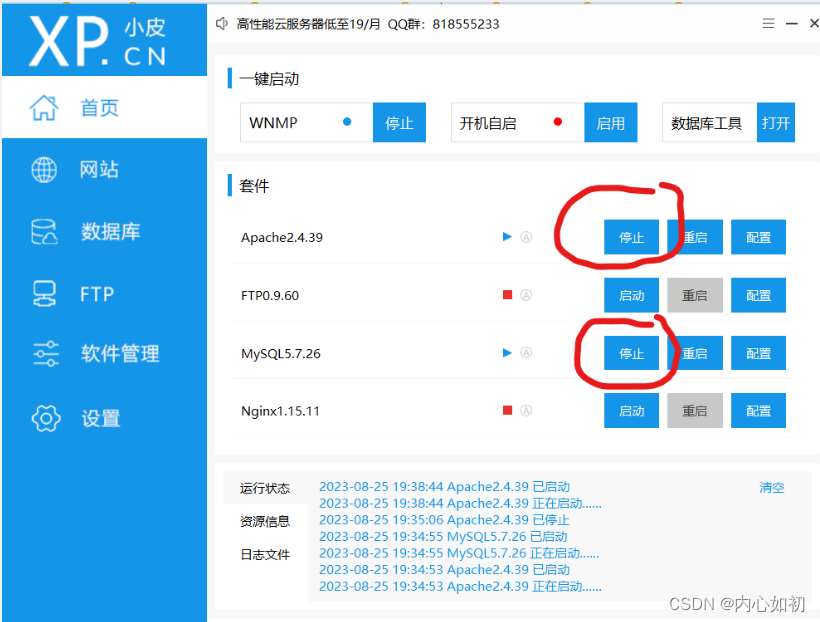 XP.CN 小皮
高性能云服务器低至19/月 QQ群：818555233
首页
网站
数据库
FTP
软件管理
设置
一键启动
WNMP 停止 开机自启 启用 数据库工具 打开
套件
Apache2.4.39 停止 重启 配置
FTP0.9.60 启动 重启 配置
MySQL5.7.26 停止 重启 配置
Nginx1.15.11 启动 重启 配置
运行状态
资源信息
日志文件
2023-08-25 19:38:44 Apache2.4.39 已启动
2023-08-25 19:38:44 Apache2.4.39 正在启动......
2023-08-25 19:35:06 Apache2.4.39 已停止
2023-08-25 19:34:55 MySQL5.7.26 已启动
2023-08-25 19:34:55 MySQL5.7.26 正在启动......
2023-08-25 19:34:53 Apache2.4.39 已启动
2023-08-25 19:34:53 Apache2.4.39 正在启动......
清空
CSDN @内心如初